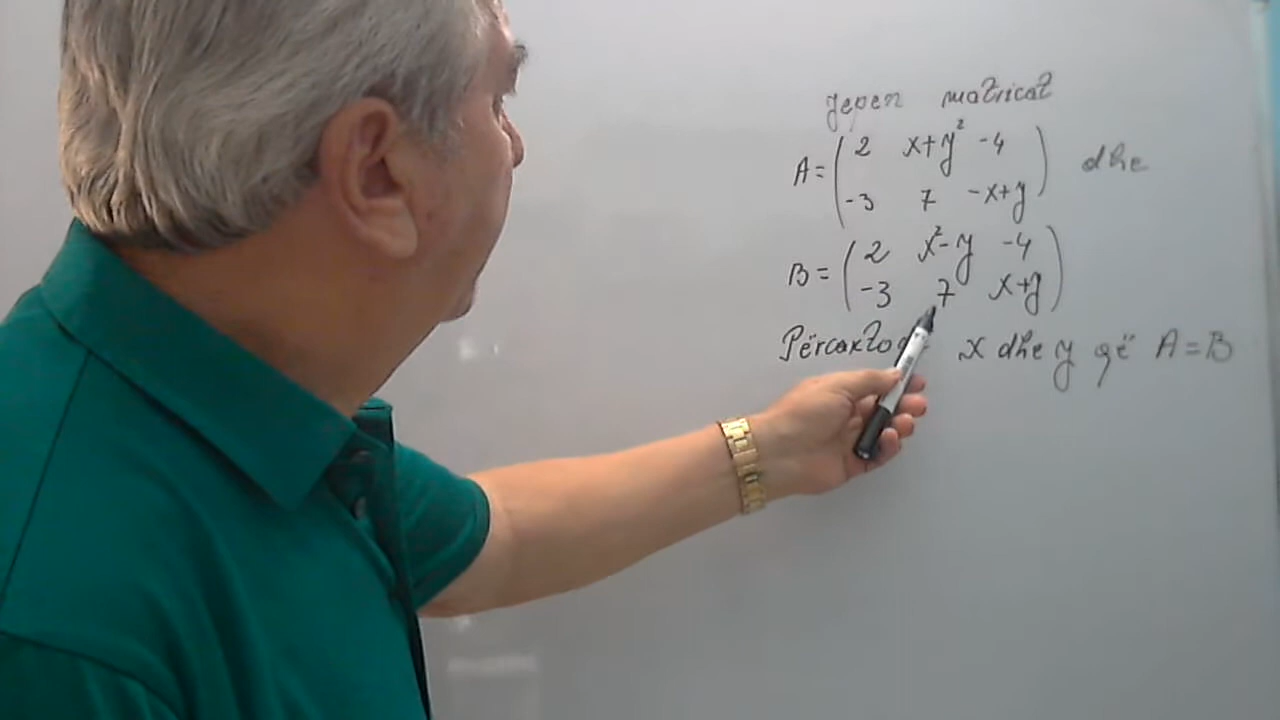 Jepen matricat
A = ( 2 x+y² -4
-3 7 -x+y ) dhe
B = ( 2 x²-y -4
-3 7 x+y )
x dhe y që A=B